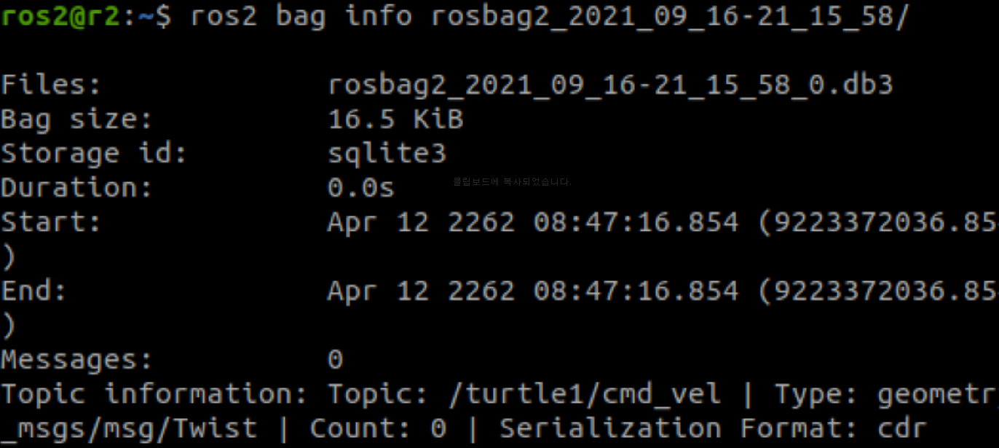 ros2@r2:~$ ros2 bag info rosbag2_2021_09_16-21_15_58/
Files: rosbag2_2021_09_16-21_15_58_0.db3
Bag size: 16.5 KiB
Storage id: sqlite3
Duration: 0.0s
클립보드에 복사되었습니다.
Start: Apr 12 2262 08:47:16.854 (9223372036.85
)
End: Apr 12 2262 08:47:16.854 (9223372036.85
)
Messages: 0
Topic information: Topic: /turtle1/cmd_vel | Type: geometr
_msgs/msg/Twist | Count: 0 | Serialization Format: cdr